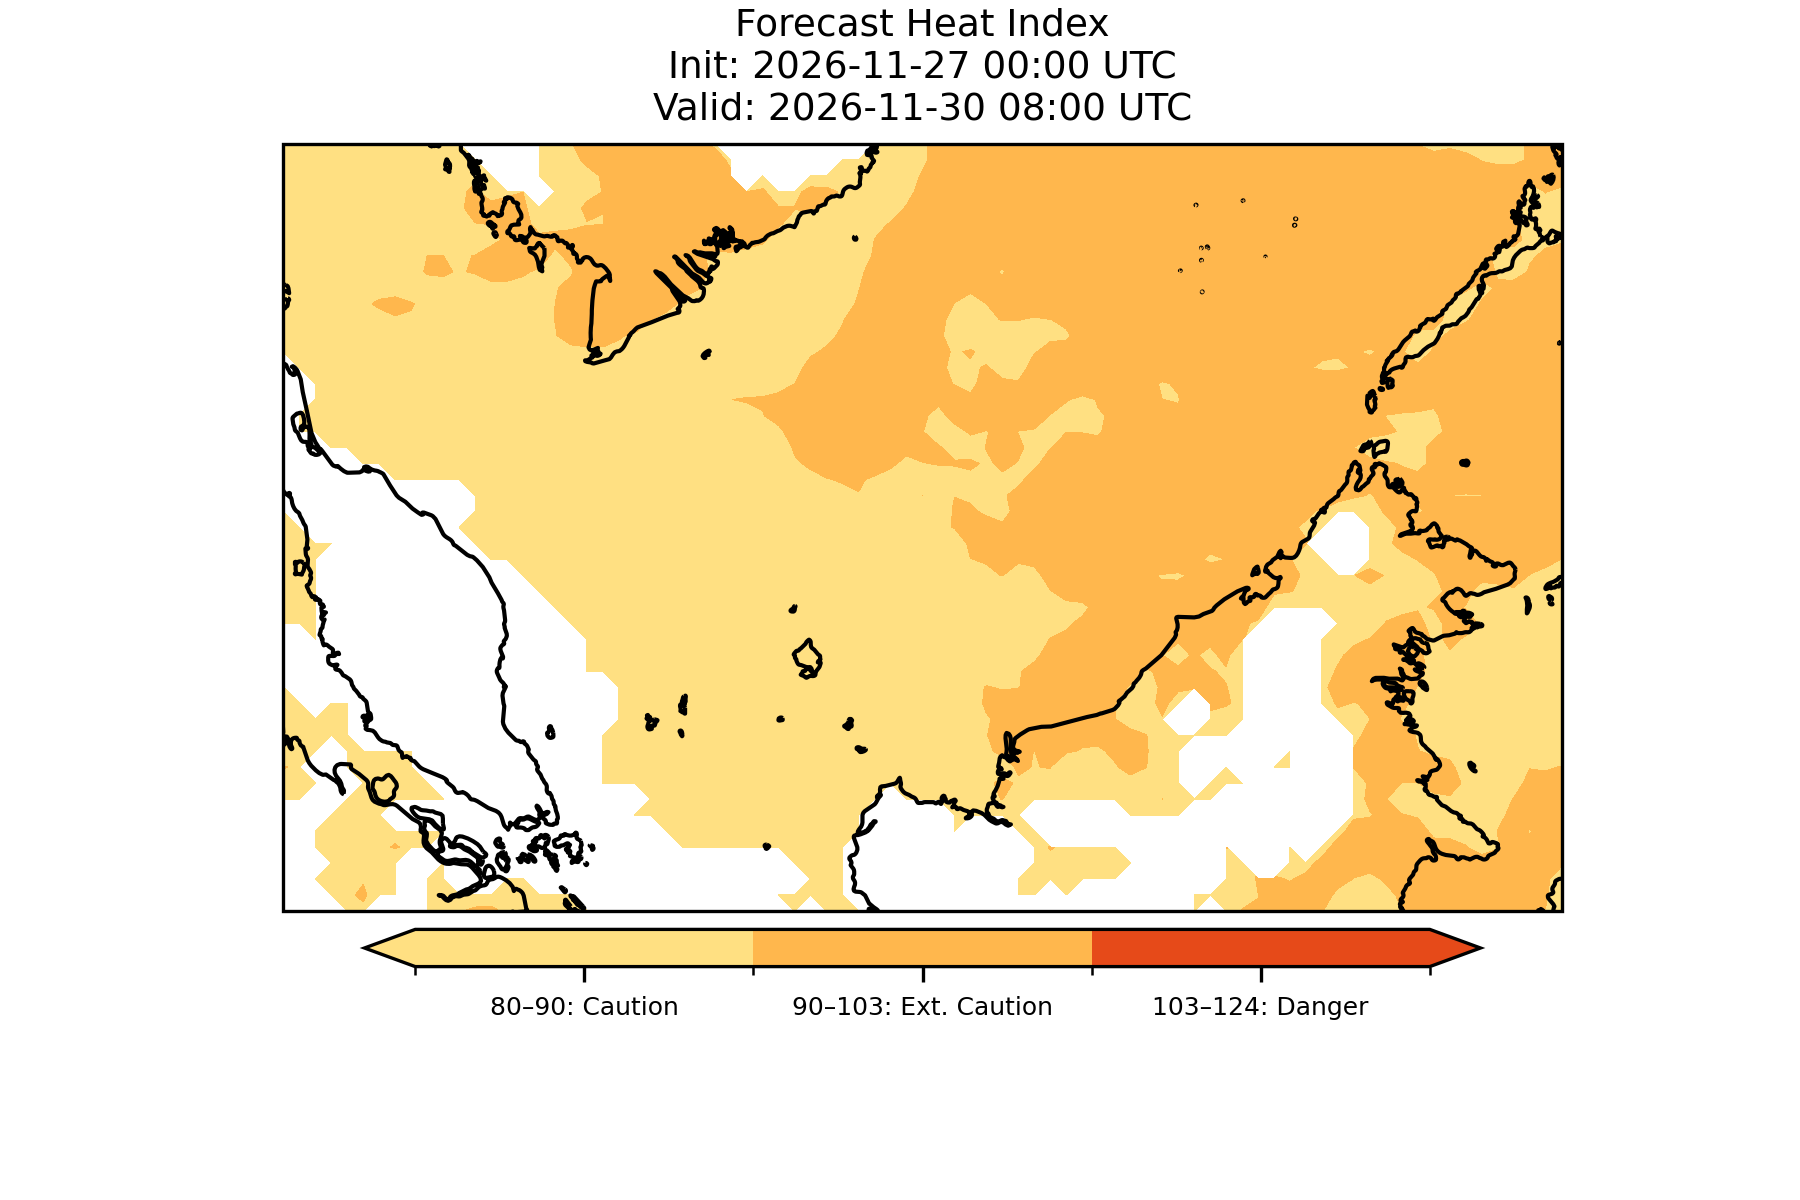 Forecast Heat Index
Init: 2026-11-27 00:00 UTC
Valid: 2026-11-30 08:00 UTC
80–90: Caution
90–103: Ext. Caution
103–124: Danger